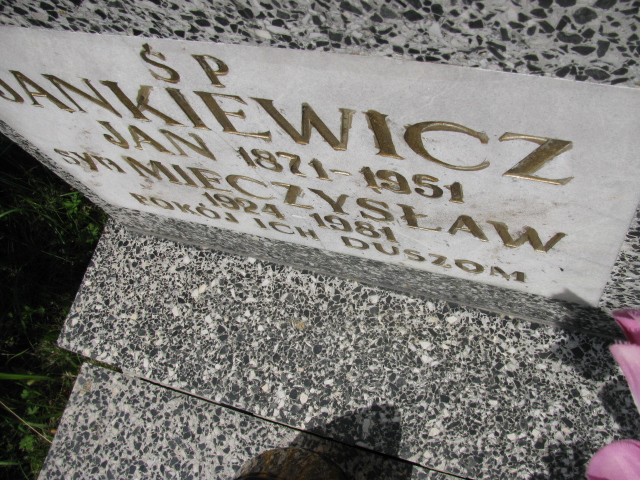 ŚP
JANKIEWICZ
JAN 1871-1951
SYN MIECZYSŁAW
1924-1981
POKÓJ ICH DUSZOM